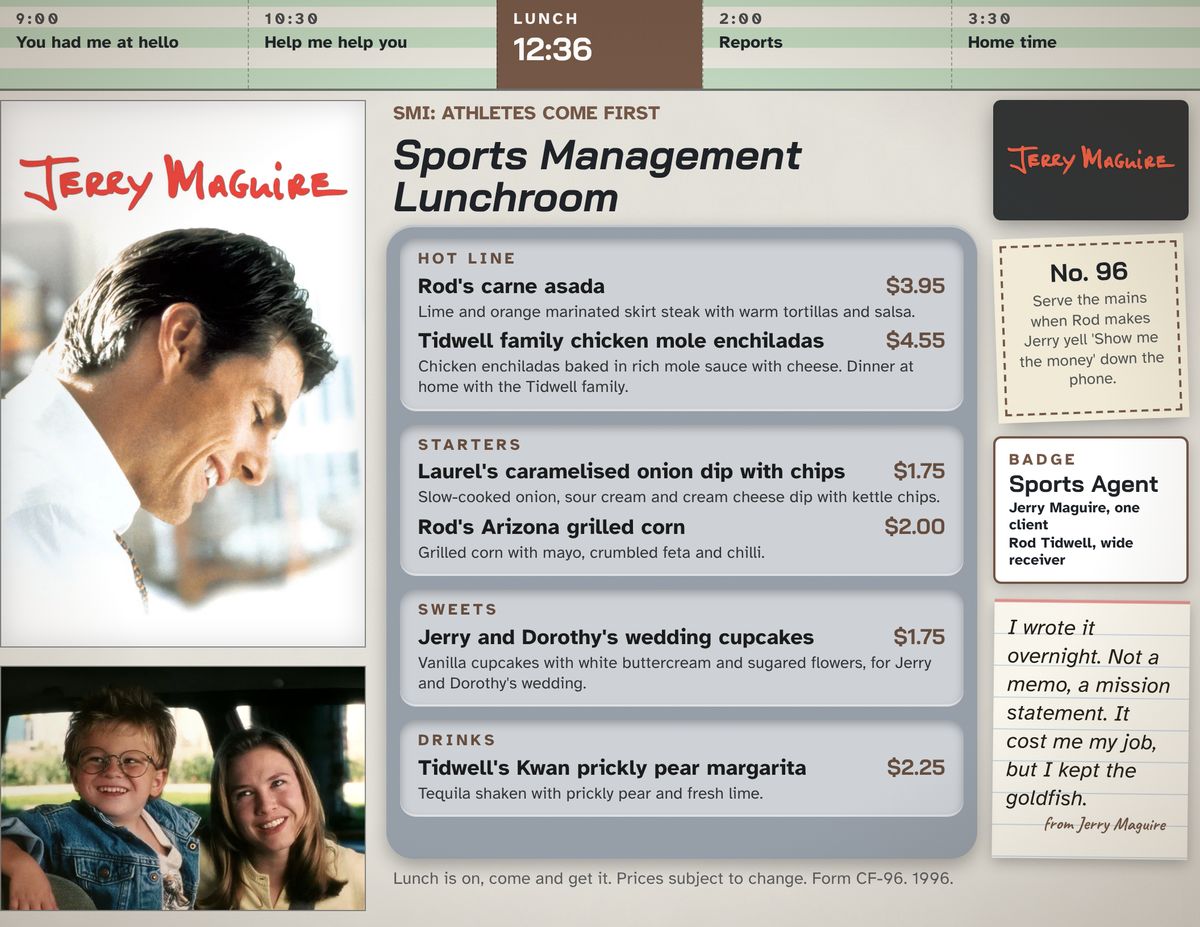 9:00
You had me at hello
10:30
Help me help you
LUNCH
12:36
2:00
Reports
3:30
Home time
JERRY MAGUIRE
SMI: ATHLETES COME FIRST
Sports Management
Lunchroom
HOT LINE
Rod's carne asada $3.95
Lime and orange marinated skirt steak with warm tortillas and salsa.
Tidwell family chicken mole enchiladas $4.55
Chicken enchiladas baked in rich mole sauce with cheese. Dinner at
home with the Tidwell family.
STARTERS
Laurel's caramelised onion dip with chips $1.75
Slow-cooked onion, sour cream and cream cheese dip with kettle chips.
Rod's Arizona grilled corn $2.00
Grilled corn with mayo, crumbled feta and chilli.
SWEETS
Jerry and Dorothy's wedding cupcakes $1.75
Vanilla cupcakes with white buttercream and sugared flowers, for Jerry
and Dorothy's wedding.
DRINKS
Tidwell's Kwan prickly pear margarita $2.25
Tequila shaken with prickly pear and fresh lime.
Lunch is on, come and get it. Prices subject to change. Form CF-96. 1996.
JERRY MAGUIRE
No. 96
Serve the mains
when Rod makes
Jerry yell 'Show me
the money' down the
phone.
BADGE
Sports Agent
Jerry Maguire, one
client
Rod Tidwell, wide
receiver
I wrote it
overnight. Not a
memo, a mission
statement. It
cost me my job,
but I kept the
goldfish.
from Jerry Maguire